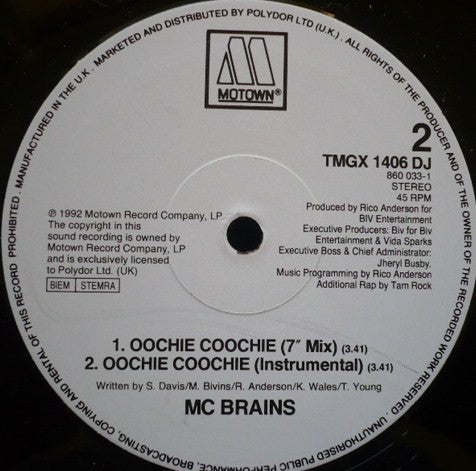 MANUFACTURED IN THE U.K. MARKETED AND DISTRIBUTED BY POLYDOR LTD (U.K.). ALL RIGHTS OF THE PRODUCER AND OF THE OWNER OF THE RECORDED WORK RESERVED. UNAUTHORISED PUBLIC PERFORMANCE, BROADCASTING, COPYING AND RENTAL OF THIS RECORD PROHIBITED.
MOTOWN®
2
TMGX 1406 DJ
860 033-1
STEREO
45 RPM
℗ 1992 Motown Record Company, LP
The copyright in this
sound recording is owned by
Motown Record Company, LP
and is exclusively licensed
to Polydor Ltd. (UK)
BIEM STEMRA
Produced by Rico Anderson for
BIV Entertainment
Executive Producers: Biv for Biv
Entertainment & Vida Sparks
Executive Boss & Chief Administrator:
Jheryl Busby.
Music Programming by Rico Anderson
Additional Rap by Tam Rock
1. OOCHIE COOCHIE (7″ Mix) (3.41)
2. OOCHIE COOCHIE (Instrumental) (3.41)
Written by S. Davis/M. Bivins/R. Anderson/K. Wales/T. Young
MC BRAINS